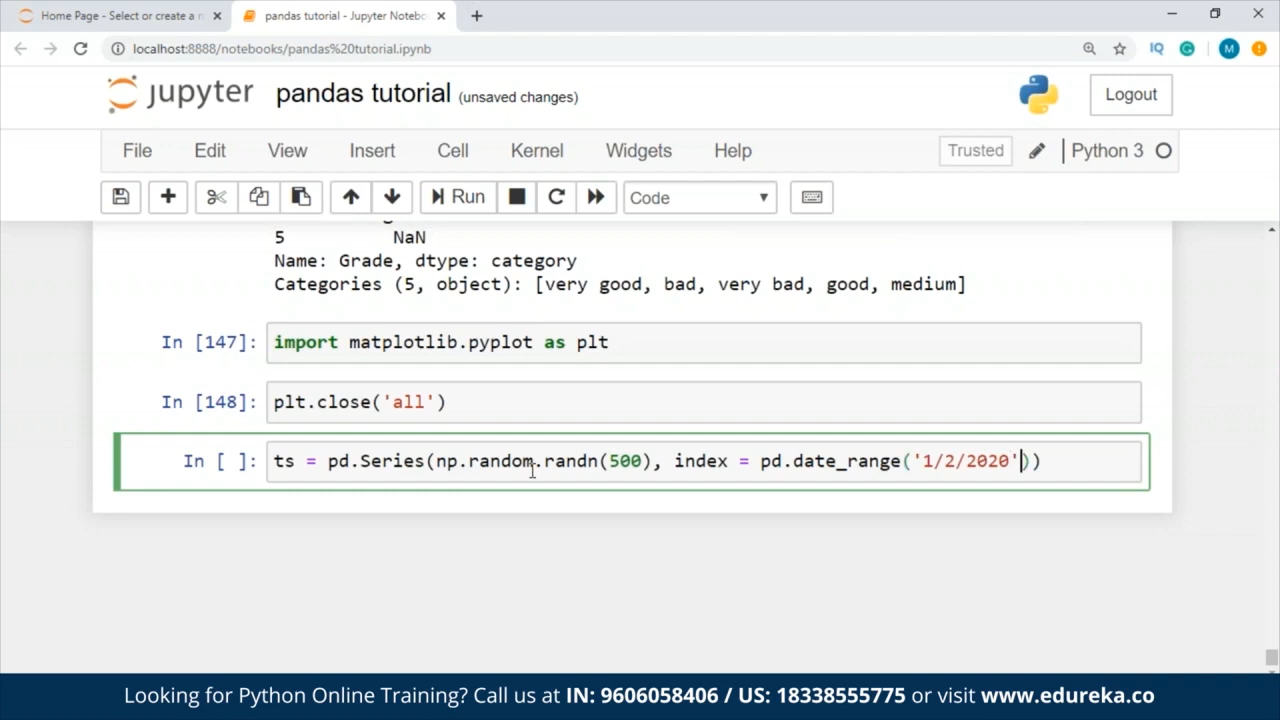 Home Page - Select or create a n
pandas tutorial - Jupyter Noteboo
localhost:8888/notebooks/pandas%20tutorial.ipynb
IQ
G
M
jupyter pandas tutorial (unsaved changes)
Logout
File Edit View Insert Cell Kernel Widgets Help
Trusted
Python 3
Run
Code
5 NaN
Name: Grade, dtype: category
Categories (5, object): [very good, bad, very bad, good, medium]
In [147]: import matplotlib.pyplot as plt
In [148]: plt.close('all')
In [ ]: ts = pd.Series(np.random.randn(500), index = pd.date_range('1/2/2020'))
Looking for Python Online Training? Call us at IN: 9606058406 / US: 18338555775 or visit www.edureka.co